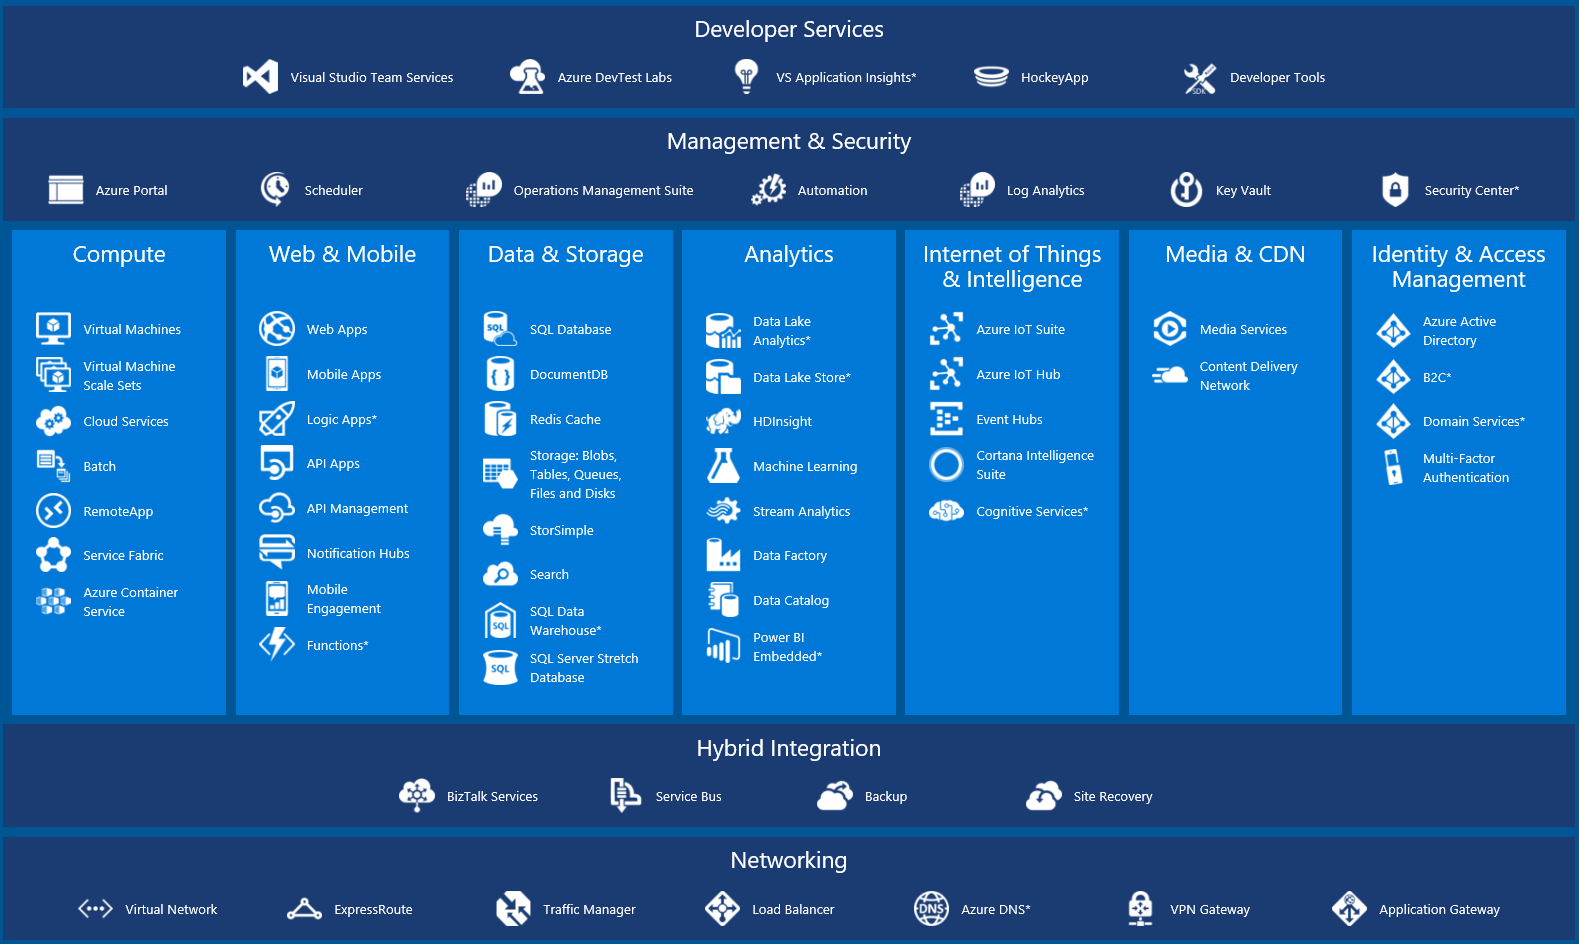 Developer Services
Visual Studio Team Services
Azure DevTest Labs
VS Application Insights*
HockeyApp
SDK
Developer Tools
Management & Security
Azure Portal
Scheduler
Operations Management Suite
Automation
Log Analytics
Key Vault
Security Center*
Compute
Virtual Machines
Virtual Machine
Scale Sets
Cloud Services
Batch
RemoteApp
Service Fabric
Azure Container
Service
Web & Mobile
Web Apps
Mobile Apps
Logic Apps*
API Apps
API Management
Notification Hubs
Mobile
Engagement
Functions*
Data & Storage
SQL
SQL Database
DocumentDB
Redis Cache
Storage: Blobs,
Tables, Queues,
Files and Disks
StorSimple
Search
SQL
SQL Data
Warehouse*
SQL
SQL Server Stretch
Database
Analytics
Data Lake
Analytics*
Data Lake Store*
HDInsight
Machine Learning
Stream Analytics
Data Factory
Data Catalog
Power BI
Embedded*
Internet of Things
& Intelligence
Azure IoT Suite
Azure IoT Hub
Event Hubs
Cortana Intelligence
Suite
Cognitive Services*
Media & CDN
Media Services
Content Delivery
Network
Identity & Access
Management
Azure Active
Directory
B2C*
Domain Services*
Multi-Factor
Authentication
Hybrid Integration
BizTalk Services
Service Bus
Backup
Site Recovery
Networking
Virtual Network
ExpressRoute
Traffic Manager
Load Balancer
DNS
Azure DNS*
VPN Gateway
Application Gateway